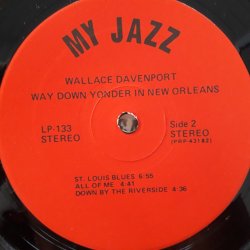 MY JAZZ
WALLACE DAVENPORT
WAY DOWN YONDER IN NEW ORLEANS
LP-133 Side 2
STEREO STEREO
(PRP-43182)
ST. LOUIS BLUES 6:55
ALL OF ME 4:41
DOWN BY THE RIVERSIDE 4:36